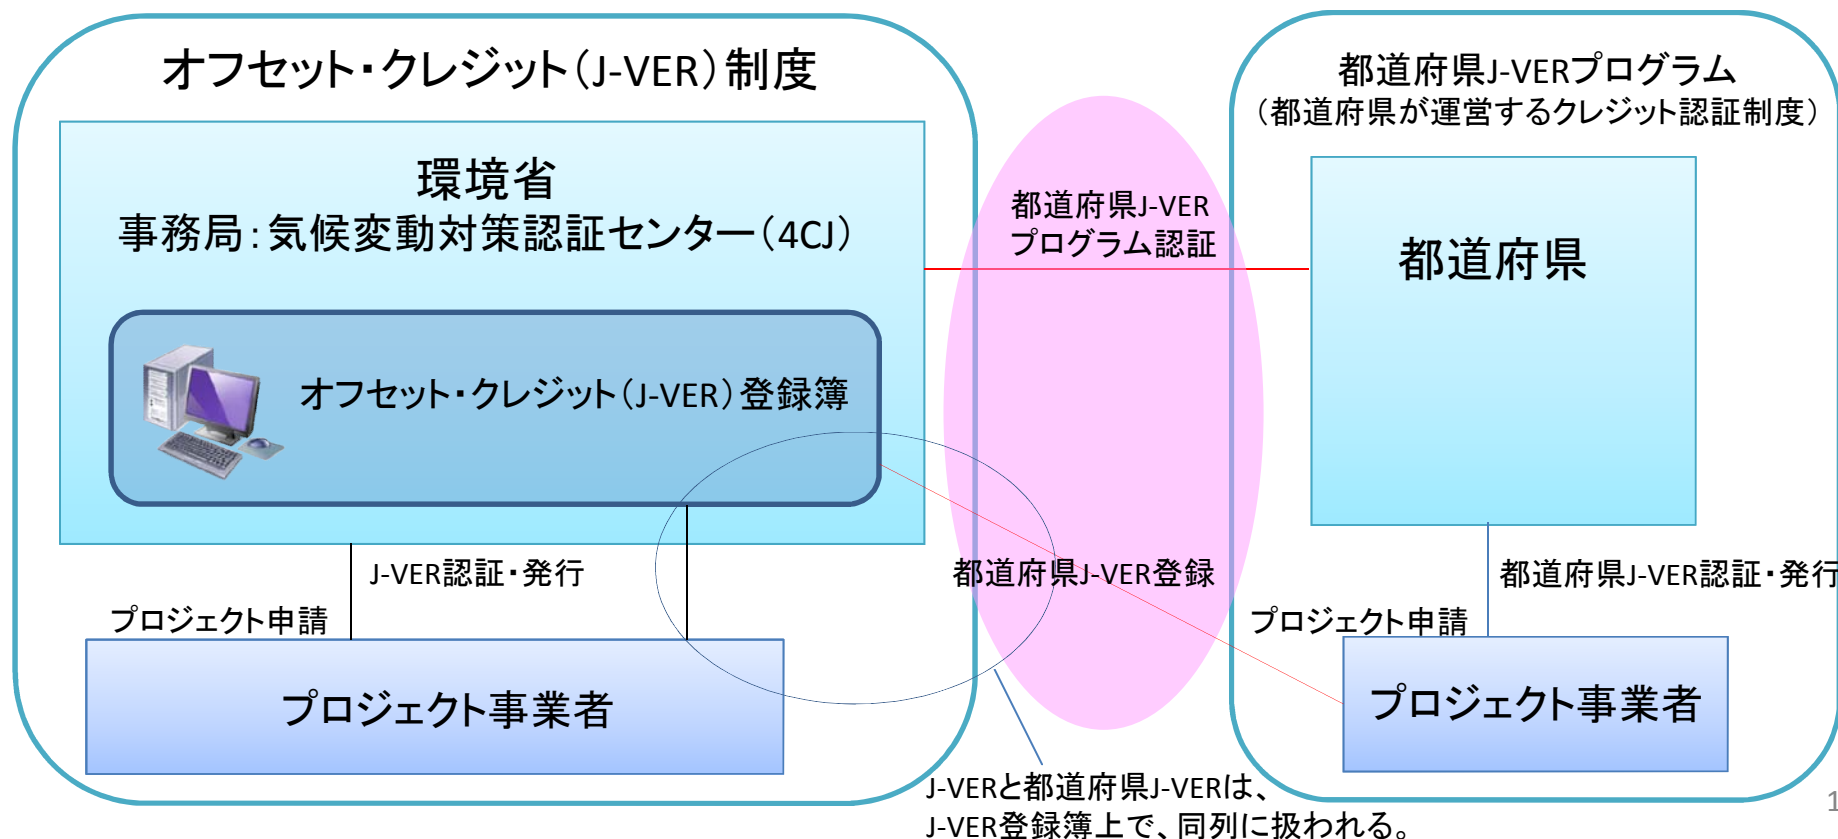 オフセット・クレジット（J-VER）制度
環境省
事務局：気候変動対策認証センター（4CJ）
オフセット・クレジット（J-VER）登録簿
J-VER認証・発行
プロジェクト申請
プロジェクト事業者
都道府県J-VER
プログラム認証
都道府県J-VER登録
J-VERと都道府県J-VERは、
J-VER登録簿上で、同列に扱われる。
都道府県J-VERプログラム
（都道府県が運営するクレジット認証制度）
都道府県
都道府県J-VER認証・発行
プロジェクト申請
プロジェクト事業者
1